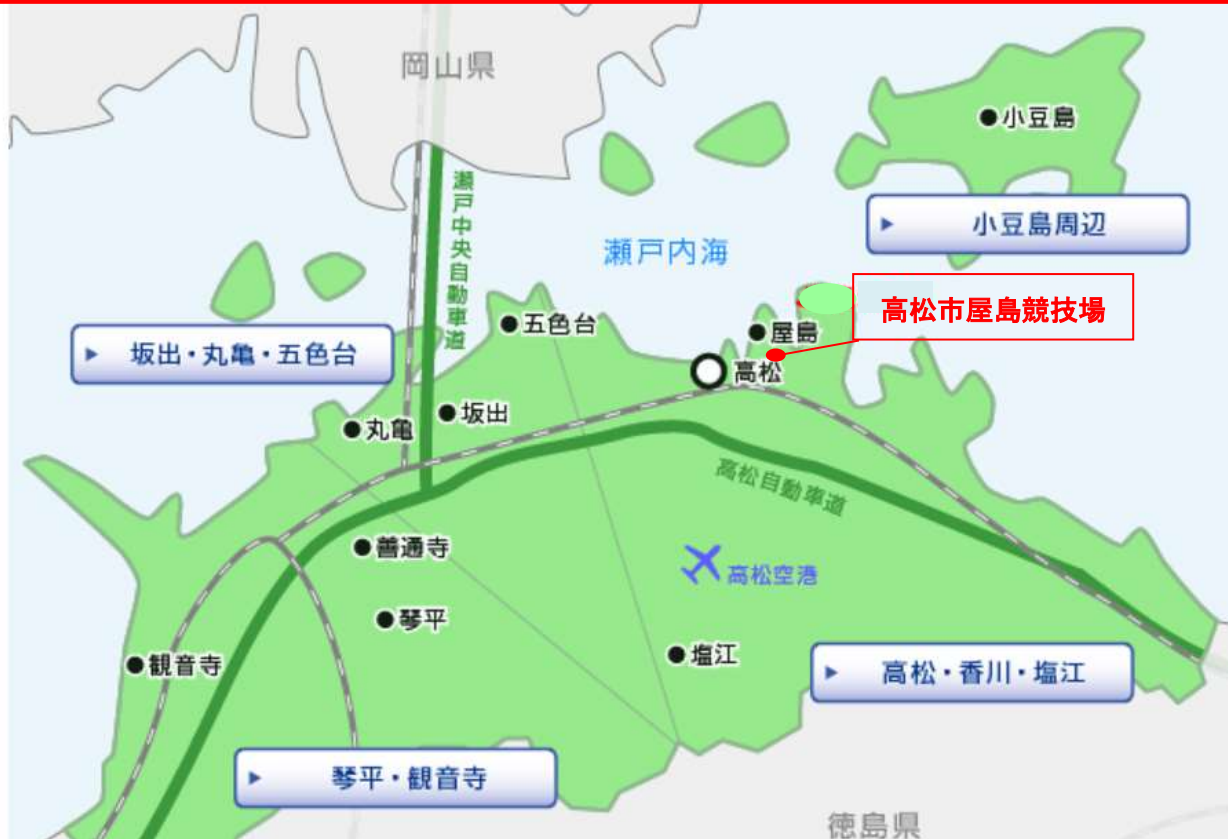 岡山県
小豆島
瀬戸中央自動車道
小豆島周辺
瀬戸内海
高松市屋島競技場
五色台
屋島
坂出・丸亀・五色台
高松
坂出
丸亀
高松自動車道
善通寺
高松空港
琴平
塩江
観音寺
高松・香川・塩江
琴平・観音寺
徳島県